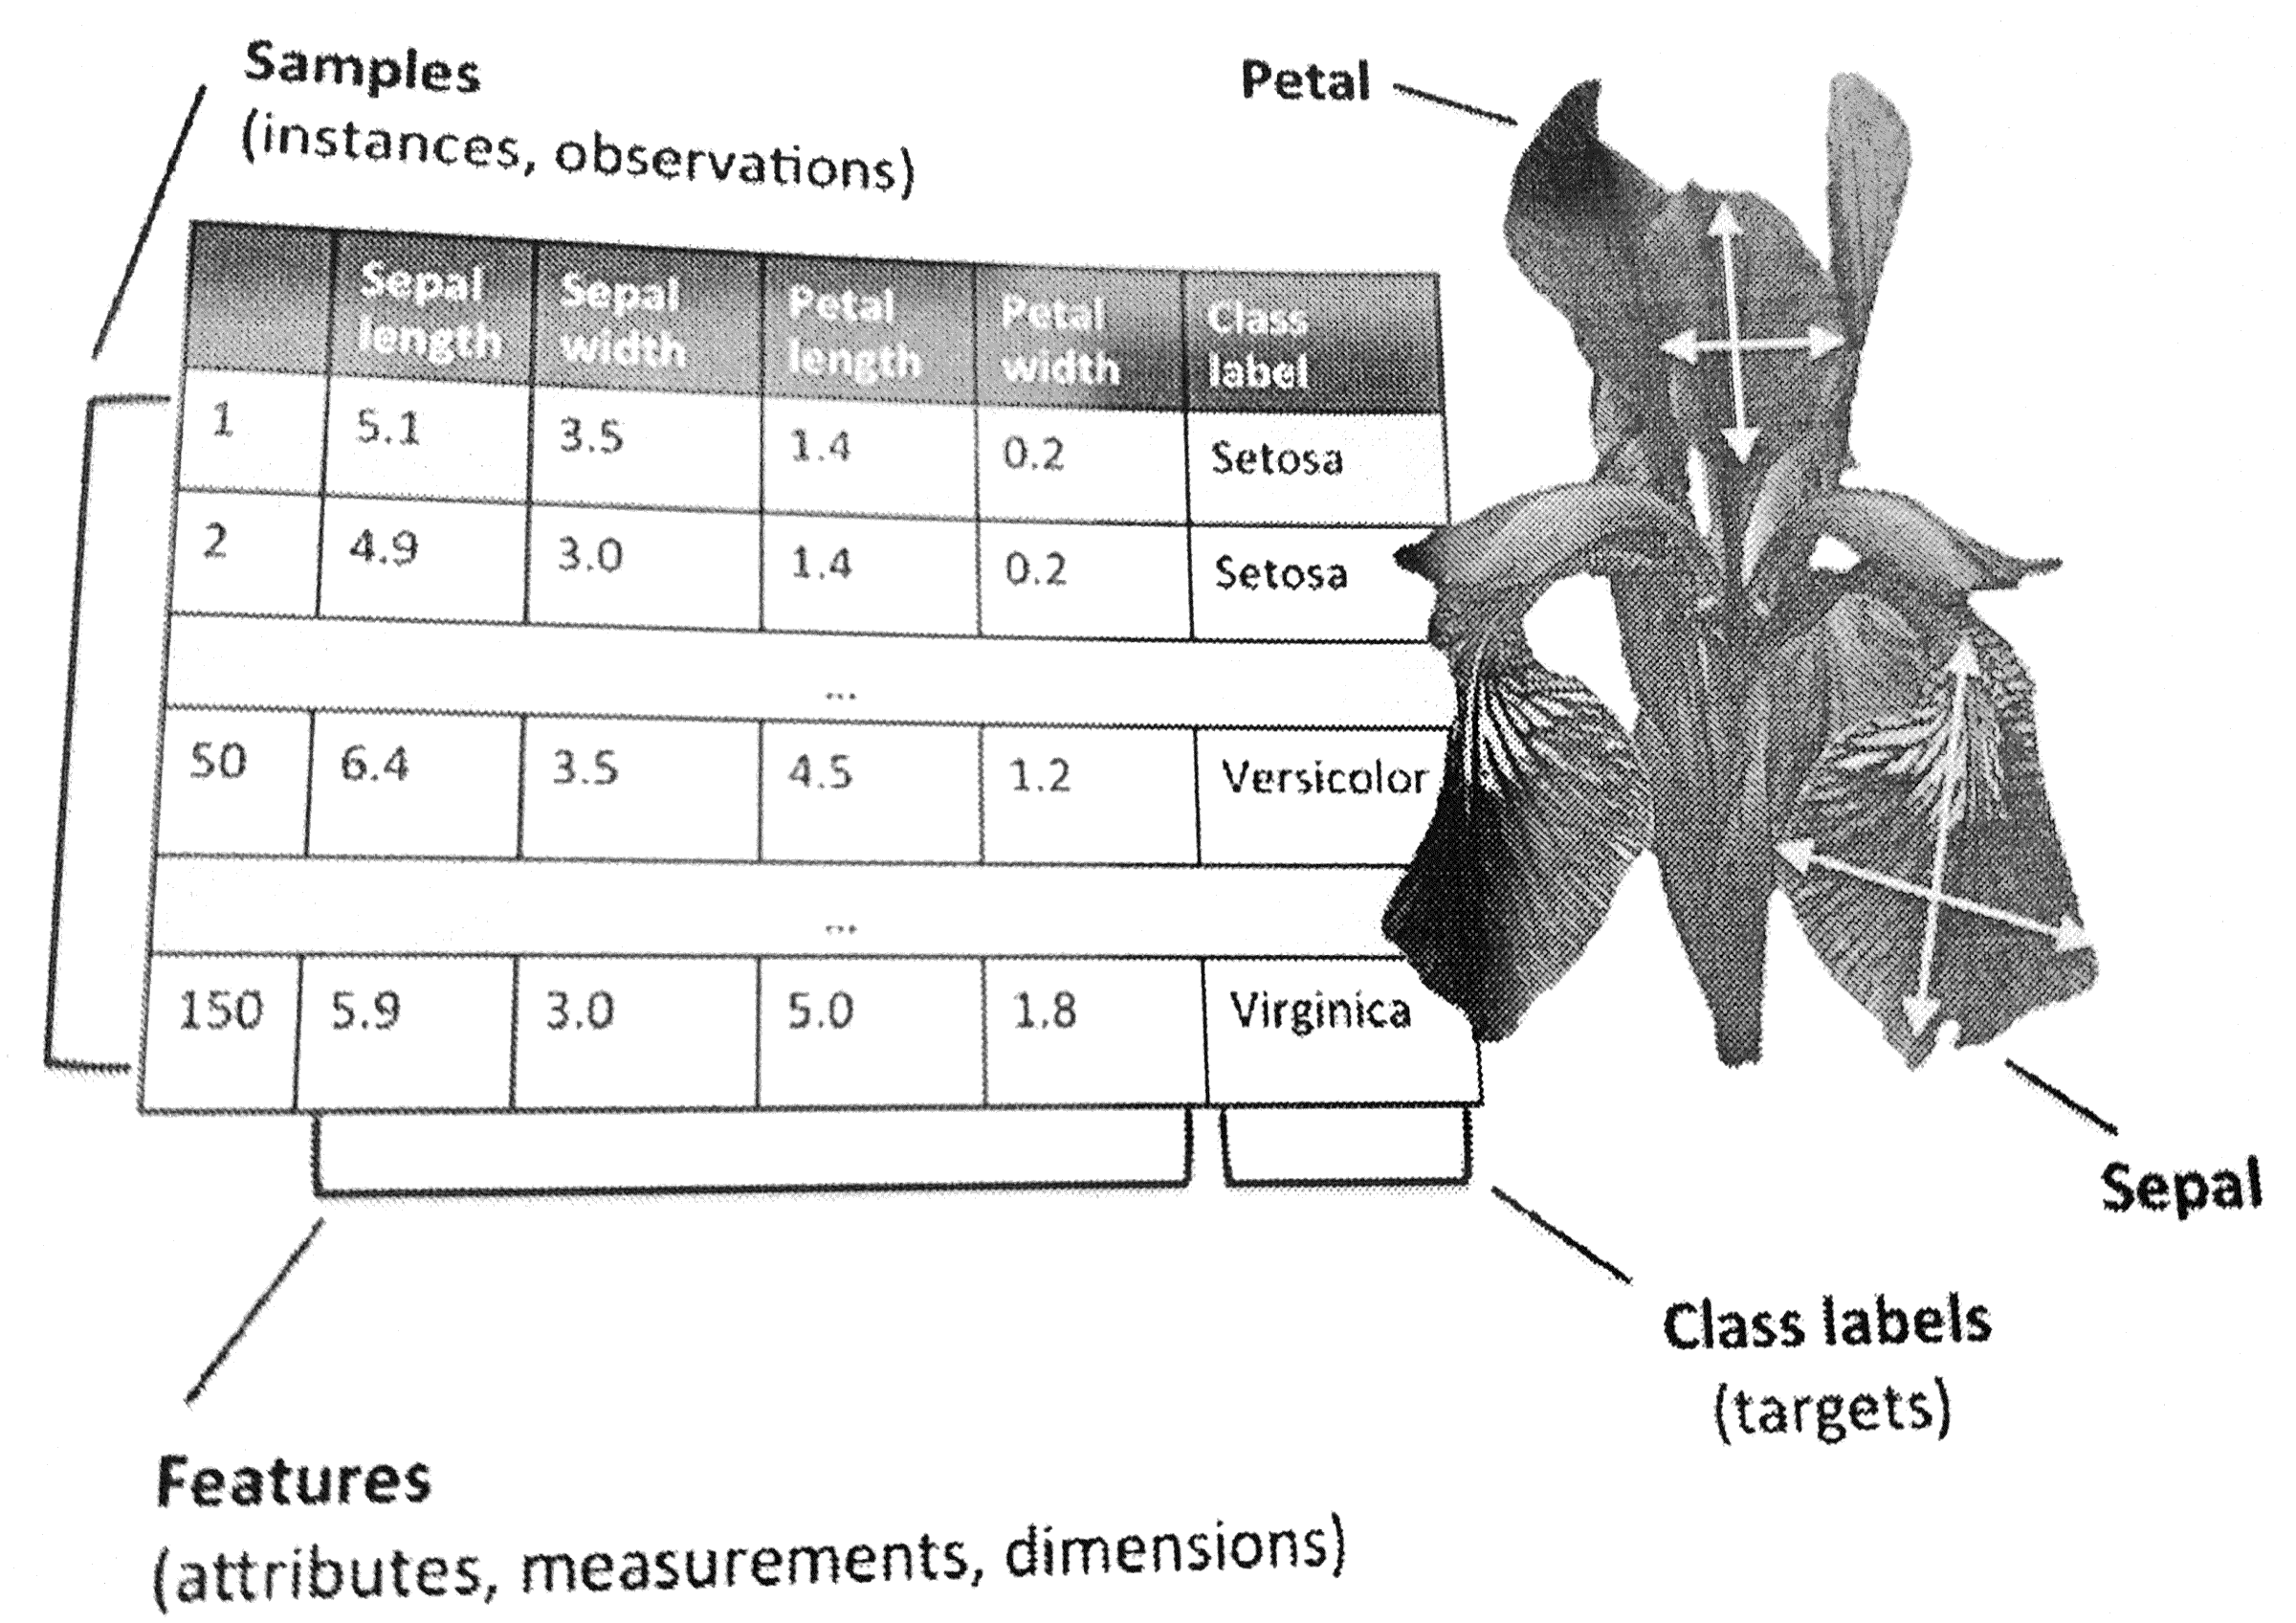 Samples
(instances, observations)
Petal
Sepal length Sepal width Petal length Petal width Class label
1 5.1 3.5 1.4 0.2 Setosa
2 4.9 3.0 1.4 0.2 Setosa
...
50 6.4 3.5 4.5 1.2 Versicolor
...
150 5.9 3.0 5.0 1.8 Virginica
Sepal
Class labels
(targets)
Features
(attributes, measurements, dimensions)